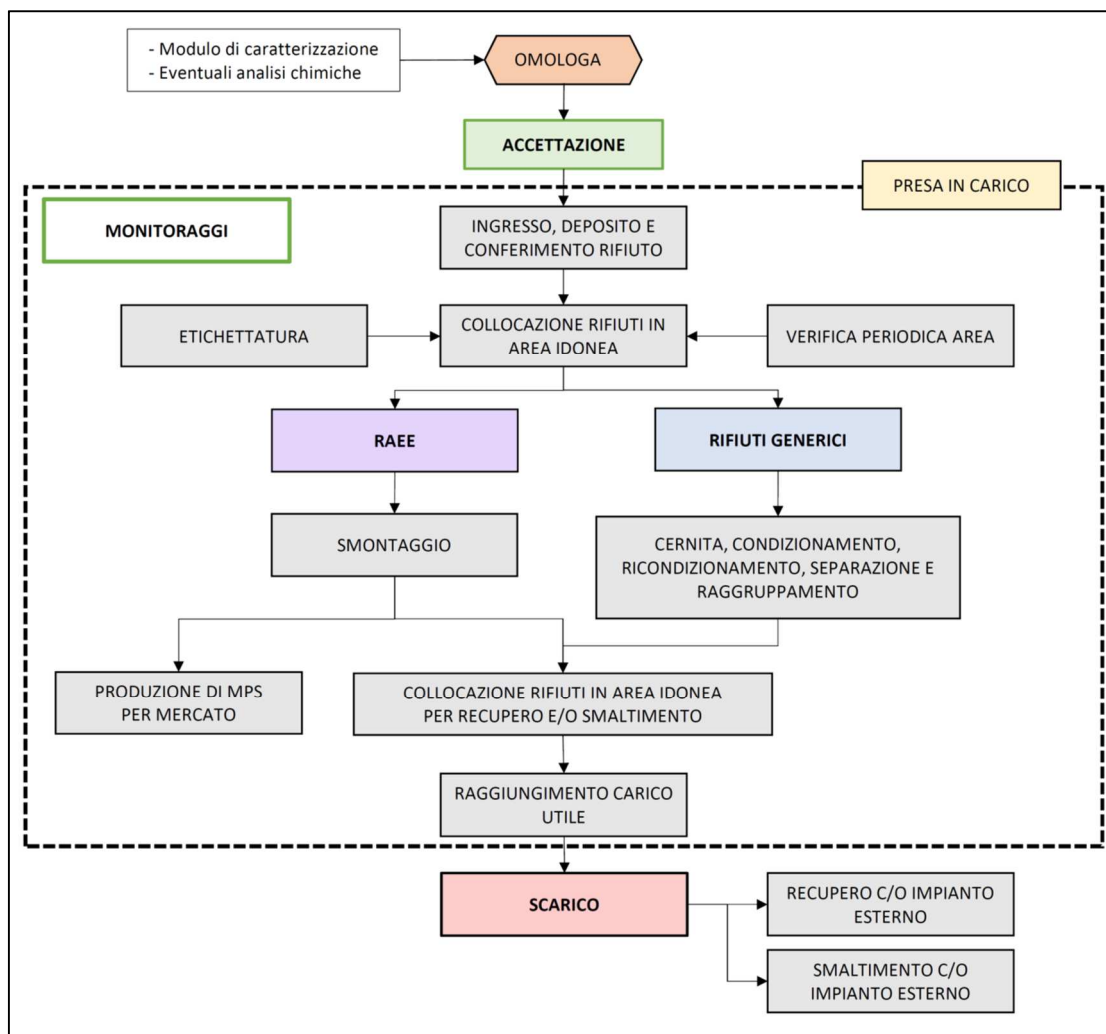 - Modulo di caratterizzazione
- Eventuali analisi chimiche
OMOLOGA
ACCETTAZIONE
PRESA IN CARICO
MONITORAGGI
INGRESSO, DEPOSITO E
CONFERIMENTO RIFIUTO
ETICHETTATURA
COLLOCAZIONE RIFIUTI IN
AREA IDONEA
VERIFICA PERIODICA AREA
RAEE
RIFIUTI GENERICI
SMONTAGGIO
CERNITA, CONDIZIONAMENTO,
RICONDIZIONAMENTO, SEPARAZIONE E
RAGGRUPPAMENTO
PRODUZIONE DI MPS
PER MERCATO
COLLOCAZIONE RIFIUTI IN AREA IDONEA
PER RECUPERO E/O SMALTIMENTO
RAGGIUNGIMENTO CARICO
UTILE
SCARICO
RECUPERO C/O IMPIANTO
ESTERNO
SMALTIMENTO C/O
IMPIANTO ESTERNO